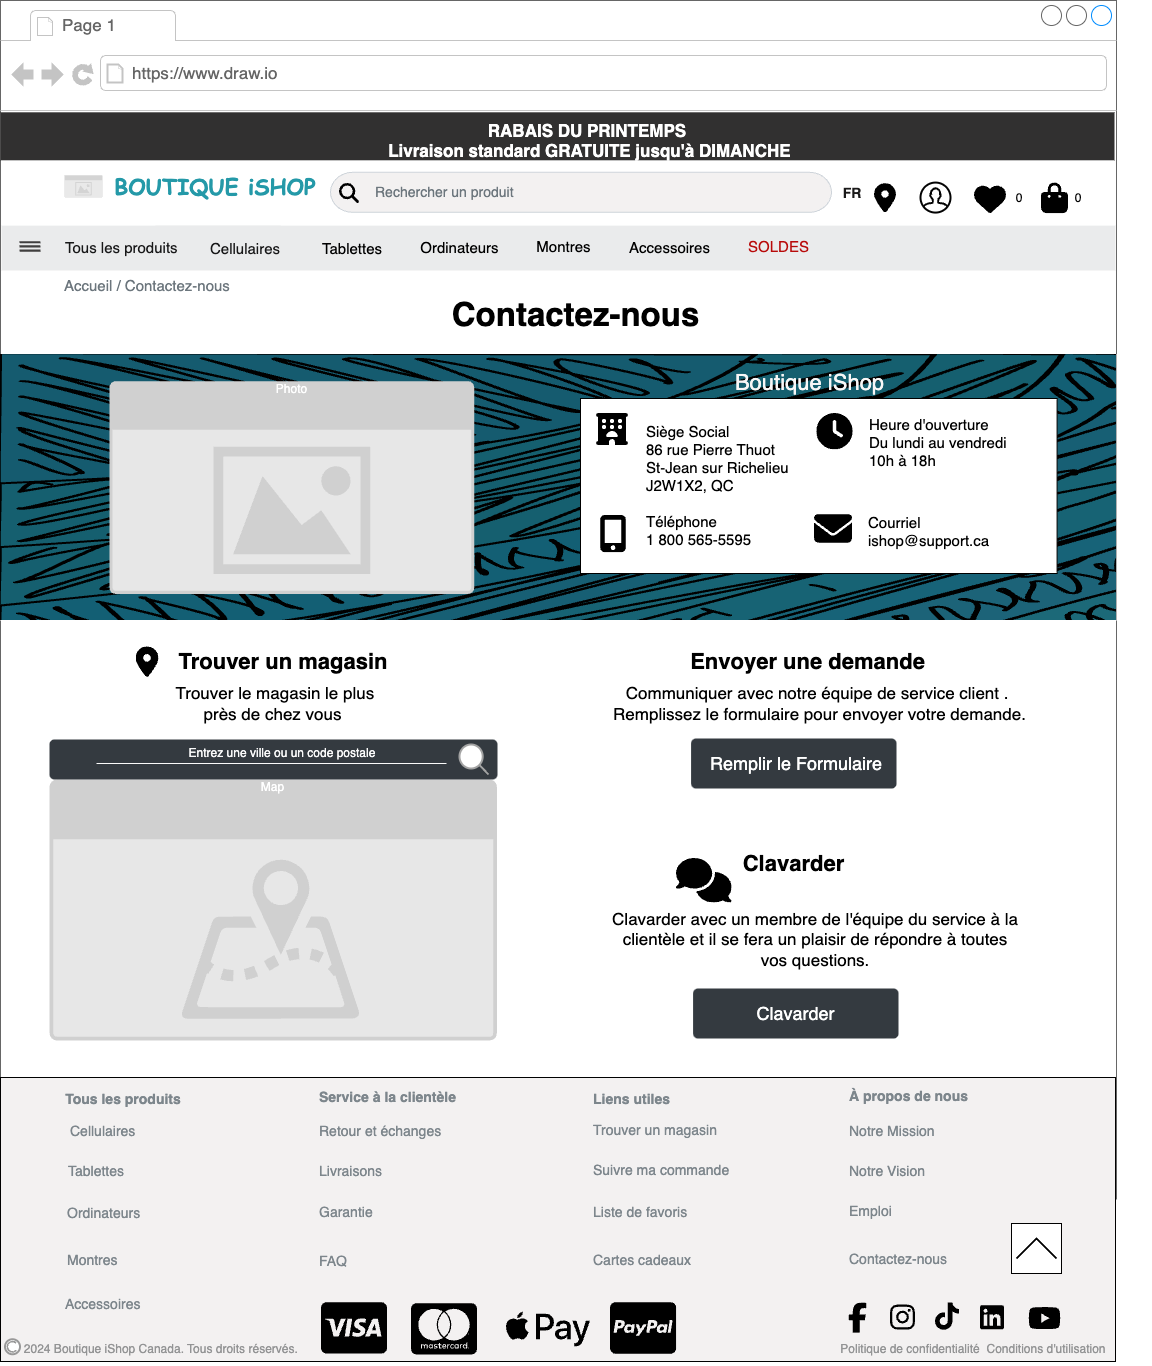 Page 1
https://www.draw.io
RABAIS DU PRINTEMPS
Livraison standard GRATUITE jusqu'à DIMANCHE
BOUTIQUE iSHOP
Rechercher un produit
FR
0
0
Tous les produits
Cellulaires
Tablettes
Ordinateurs
Montres
Accessoires
SOLDES
Accueil / Contactez-nous
Contactez-nous
Photo
Boutique iShop
Siège Social
86 rue Pierre Thuot
St-Jean sur Richelieu
J2W1X2, QC
Heure d'ouverture
Du lundi au vendredi
10h à 18h
Téléphone
1 800 565-5595
Courriel
ishop@support.ca
Trouver un magasin
Trouver le magasin le plus
près de chez vous
Entrez une ville ou un code postale
Map
Envoyer une demande
Communiquer avec notre équipe de service client .
Remplissez le formulaire pour envoyer votre demande.
Remplir le Formulaire
Clavarder
Clavarder avec un membre de l'équipe du service à la
clientèle et il se fera un plaisir de répondre à toutes
vos questions.
Clavarder
Tous les produits
Cellulaires
Tablettes
Ordinateurs
Montres
Accessoires
Service à la clientèle
Retour et échanges
Livraisons
Garantie
FAQ
Liens utiles
Trouver un magasin
Suivre ma commande
Liste de favoris
Cartes cadeaux
À propos de nous
Notre Mission
Notre Vision
Emploi
Contactez-nous
VISA
mastercard.
Pay
PayPal
© 2024 Boutique iShop Canada. Tous droits réservés.
Politique de confidentialité
Conditions d'utilisation